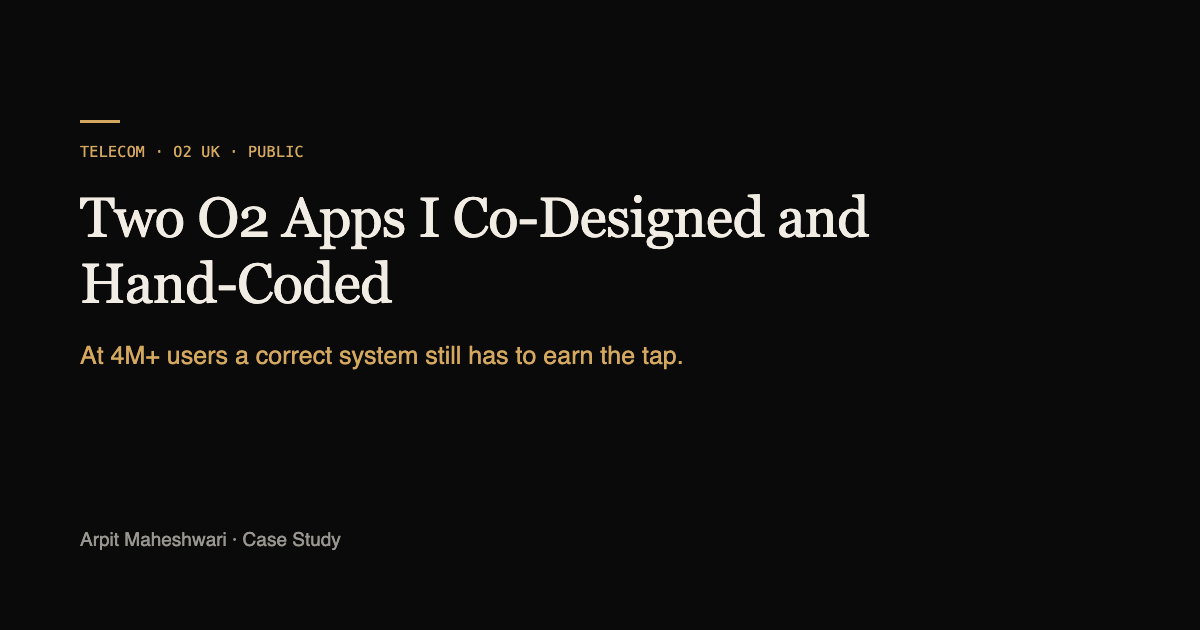 TELECOM · O2 UK · PUBLIC
Two O2 Apps I Co-Designed and
Hand-Coded
At 4M+ users a correct system still has to earn the tap.
Arpit Maheshwari · Case Study